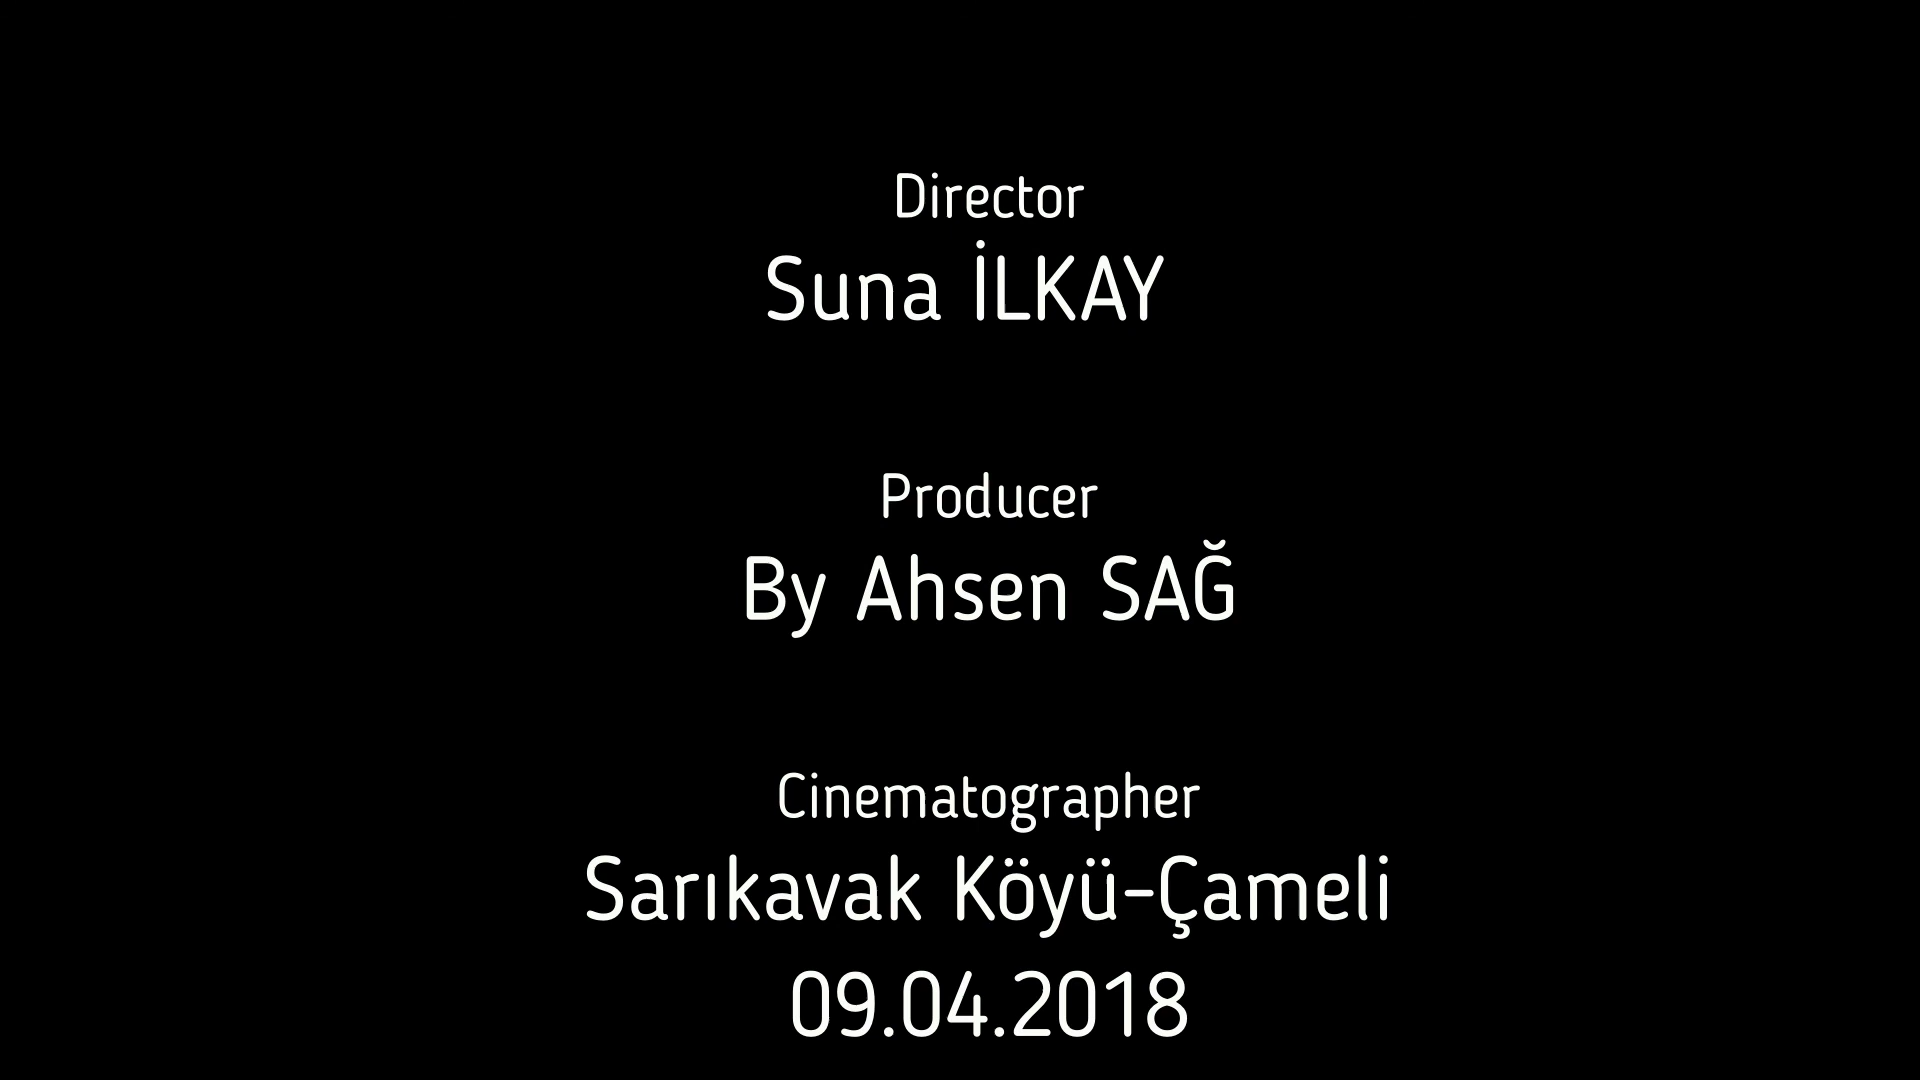 Director
Suna İLKAY
Producer
By Ahsen SAĞ
Cinematographer
Sarıkavak Köyü-Çameli
09.04.2018